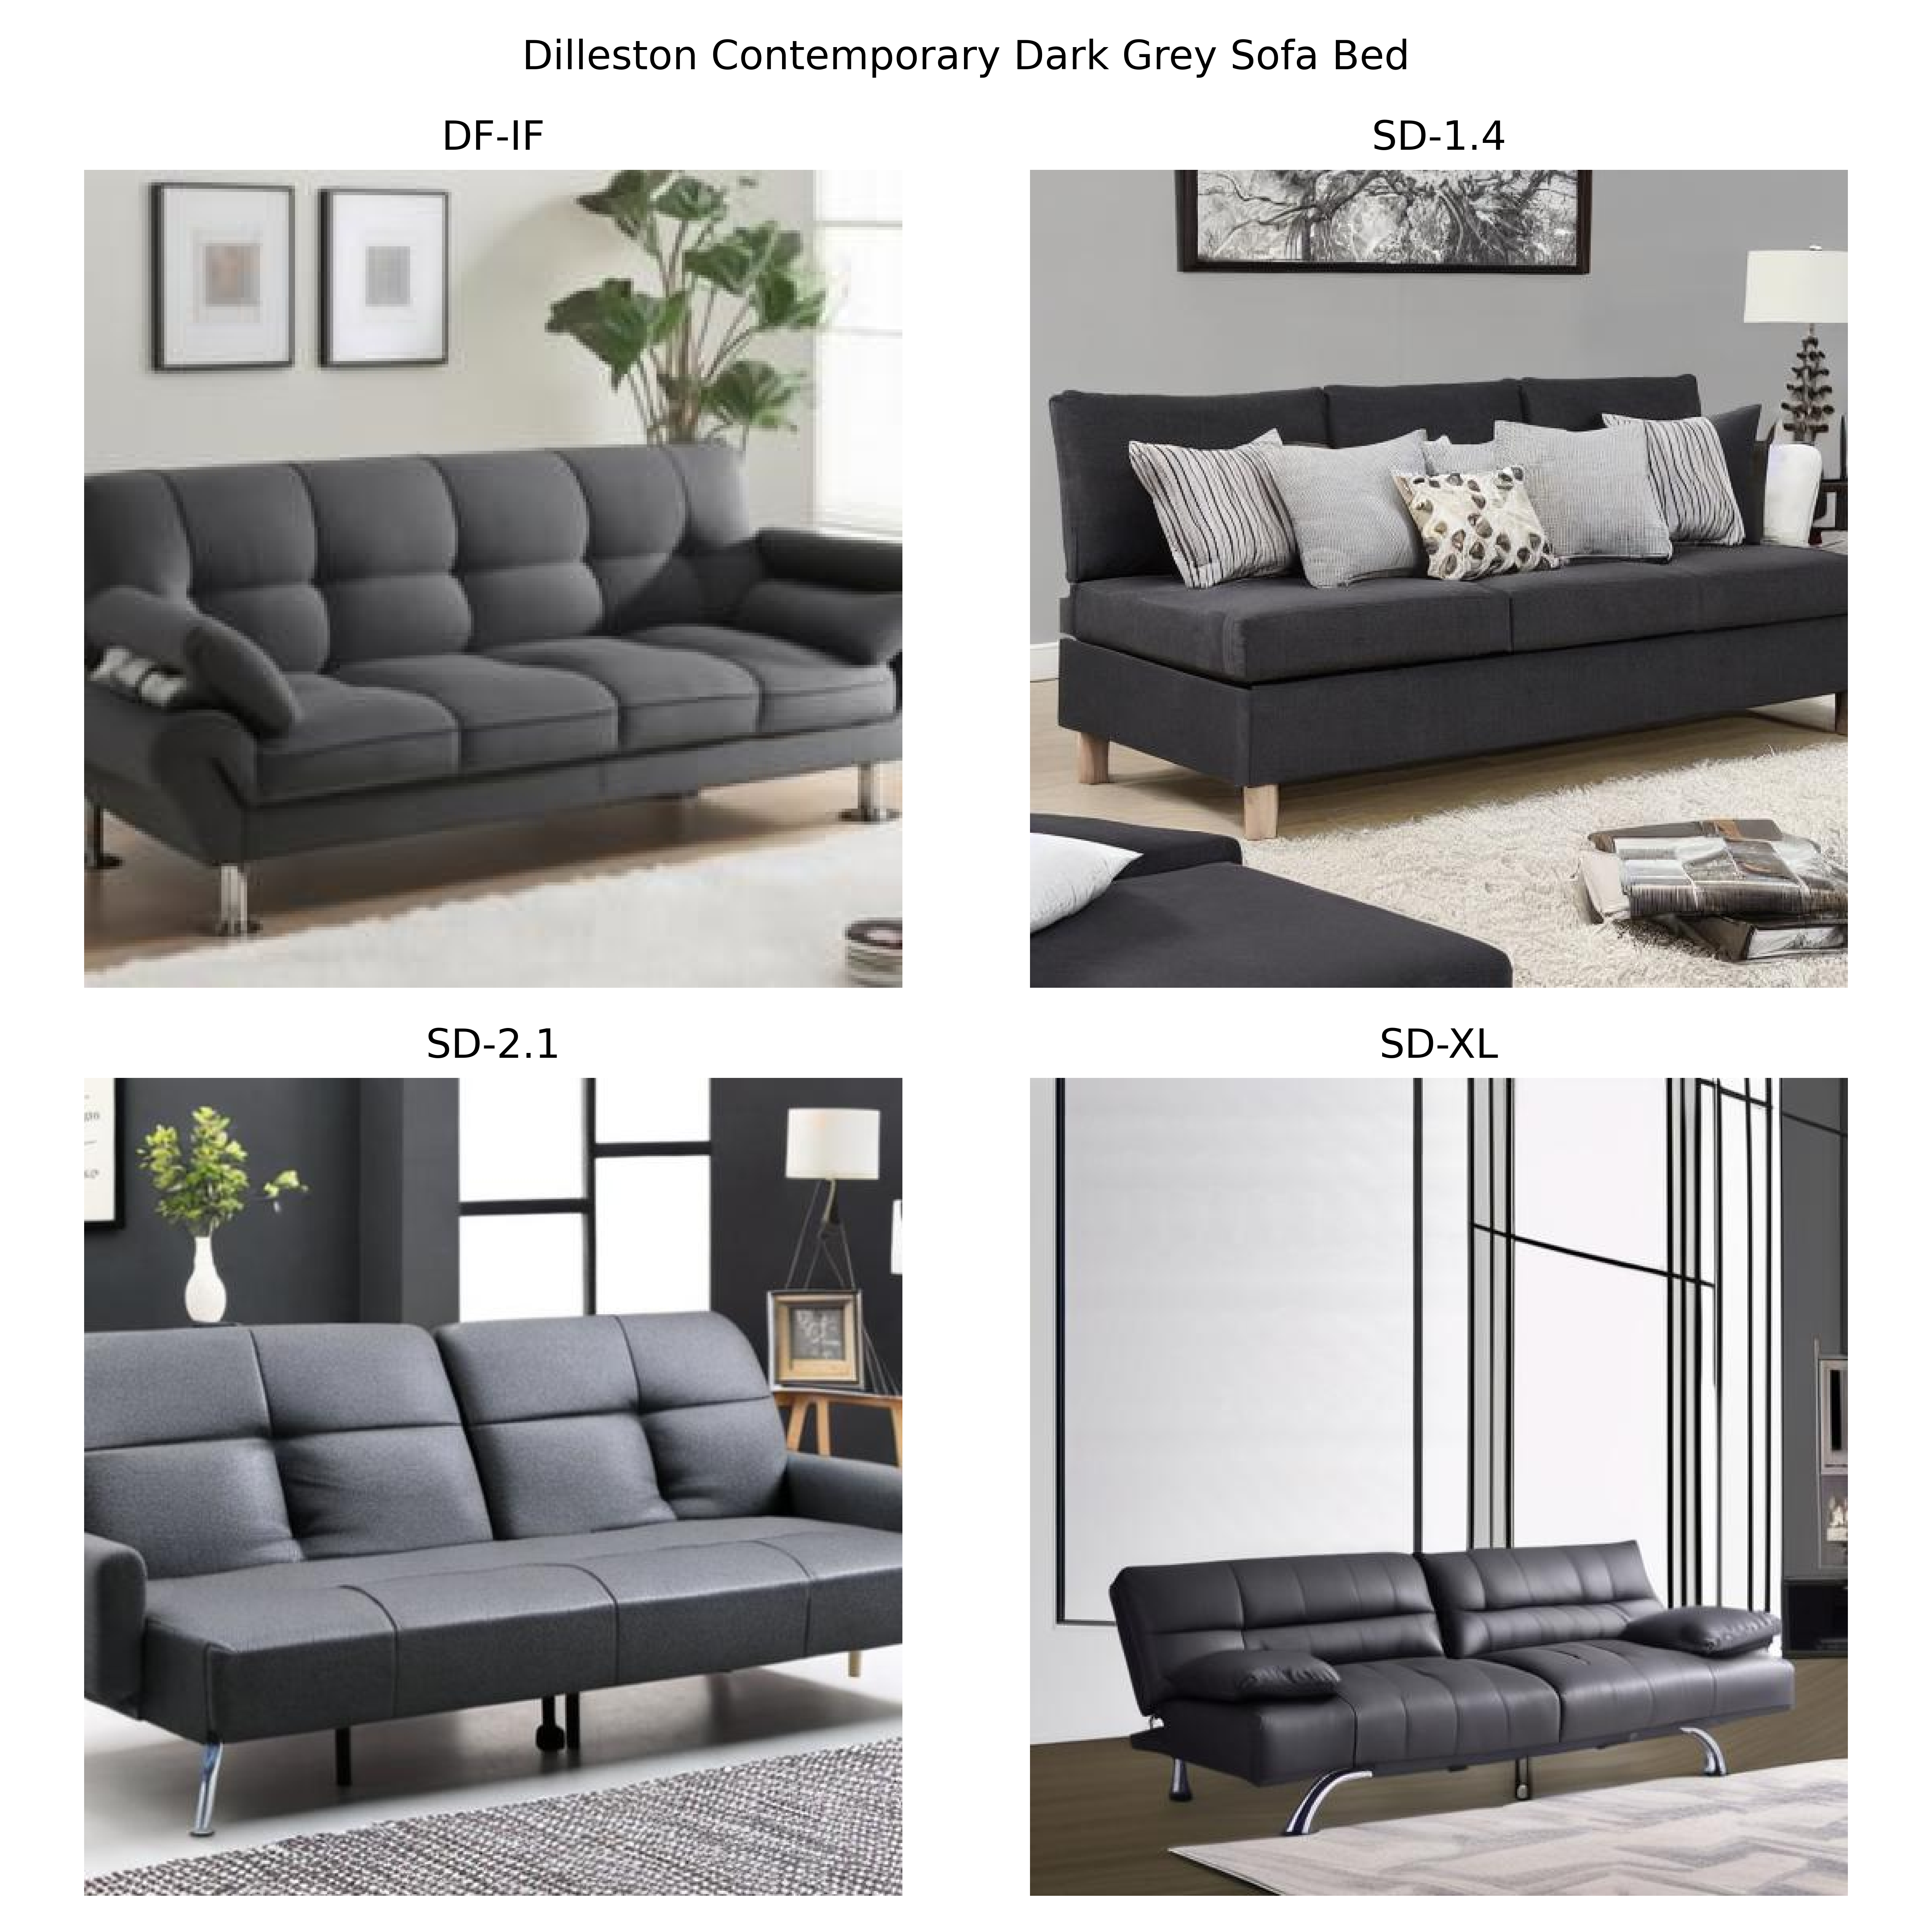 Dilleston Contemporary Dark Grey Sofa Bed
DF-IF
SD-1.4
SD-2.1
SD-XL